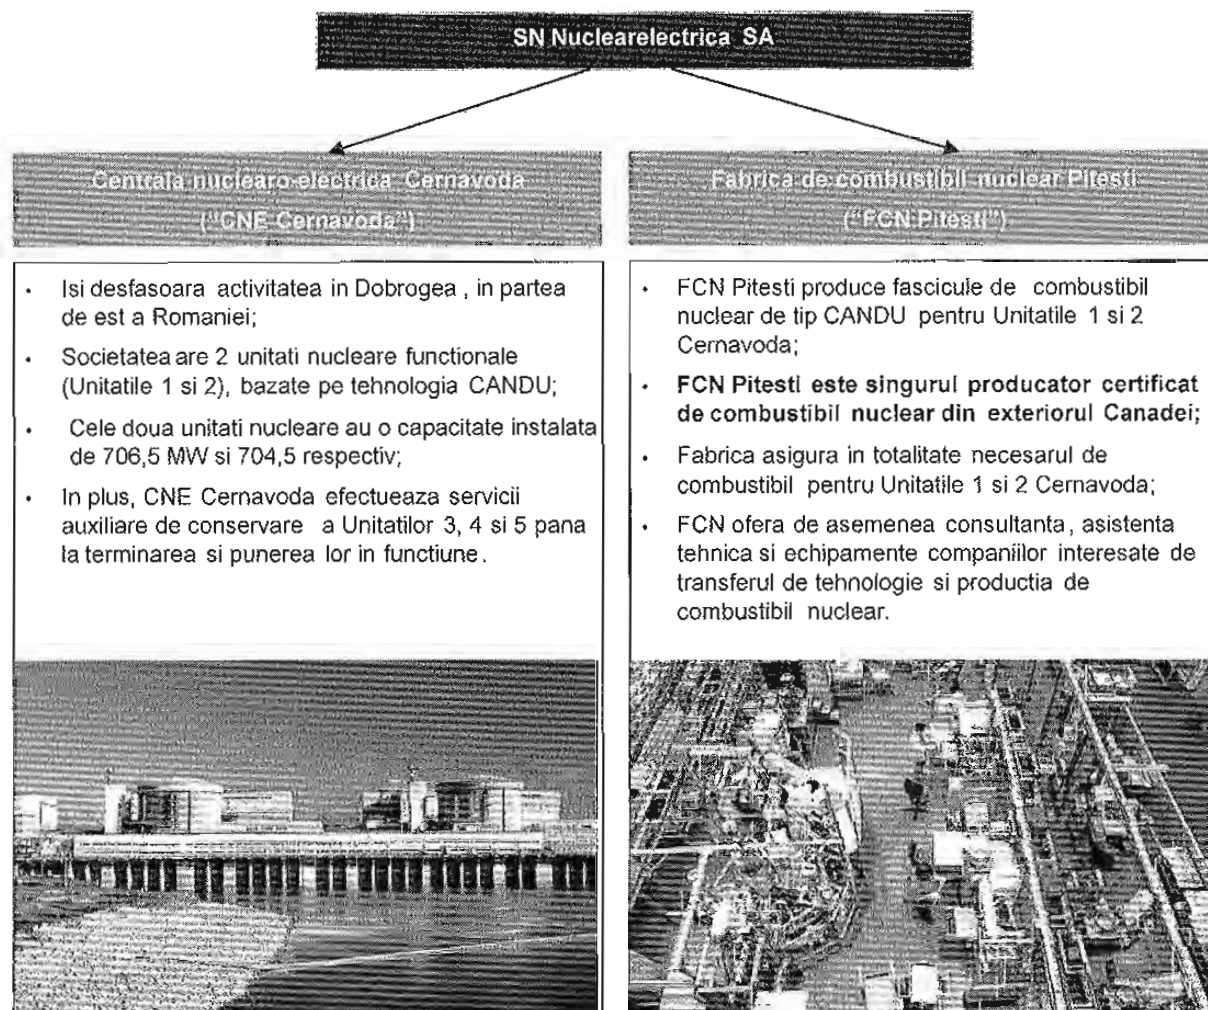 SN Nuclearelectrica SA
Centrala nuclearo-electrica Cernavoda
("CNE Cernavoda")
Isi desfasoara activitatea in Dobrogea , in partea
de est a Romaniei;
Societatea are 2 unitati nucleare functionale
(Unitatile 1 si 2), bazate pe tehnologia CANDU;
Cele doua unitati nucleare au o capacitate instalata
de 706,5 MW si 704,5 respectiv;
In plus, CNE Cernavoda efectueaza servicii
auxiliare de conservare a Unitatilor 3, 4 si 5 pana
la terminarea si punerea lor in functiune.
Fabrica de combustibil nuclear Pitesti
("FCN Pitesti")
FCN Pitesti produce fascicule de combustibil
nuclear de tip CANDU pentru Unitatile 1 si 2
Cernavoda;
FCN Pitesti este singurul producator certificat
de combustibil nuclear din exteriorul Canadei;
Fabrica asigura in totalitate necesarul de
combustibil pentru Unitatile 1 si 2 Cernavoda;
FCN ofera de asemenea consultanta, asistenta
tehnica si echipamente companiilor interesate de
transferul de tehnologie si productia de
combustibil nuclear.